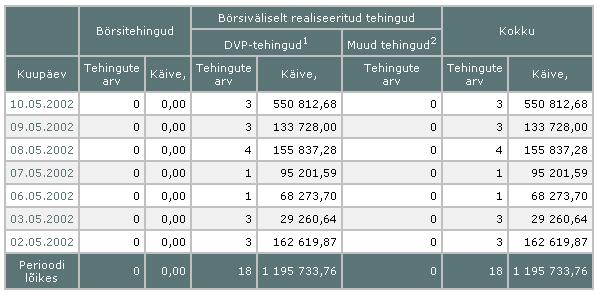 Börsitehingud Börsiväliselt realiseeritud tehingud Kokku
DVP-tehingud1 Muud tehingud2
Kuupäev Tehingute arv Käive, Tehingute arv Käive, Tehingute arv Tehingute arv Käive,
10.05.2002 0 0,00 3 550 812,68 0 3 550 812,68
09.05.2002 0 0,00 3 133 728,00 0 3 133 728,00
08.05.2002 0 0,00 4 155 837,28 0 4 155 837,28
07.05.2002 0 0,00 1 95 201,59 0 1 95 201,59
06.05.2002 0 0,00 1 68 273,70 0 1 68 273,70
03.05.2002 0 0,00 3 29 260,64 0 3 29 260,64
02.05.2002 0 0,00 3 162 619,87 0 3 162 619,87
Perioodi lõikes 0 0,00 18 1 195 733,76 0 18 1 195 733,76